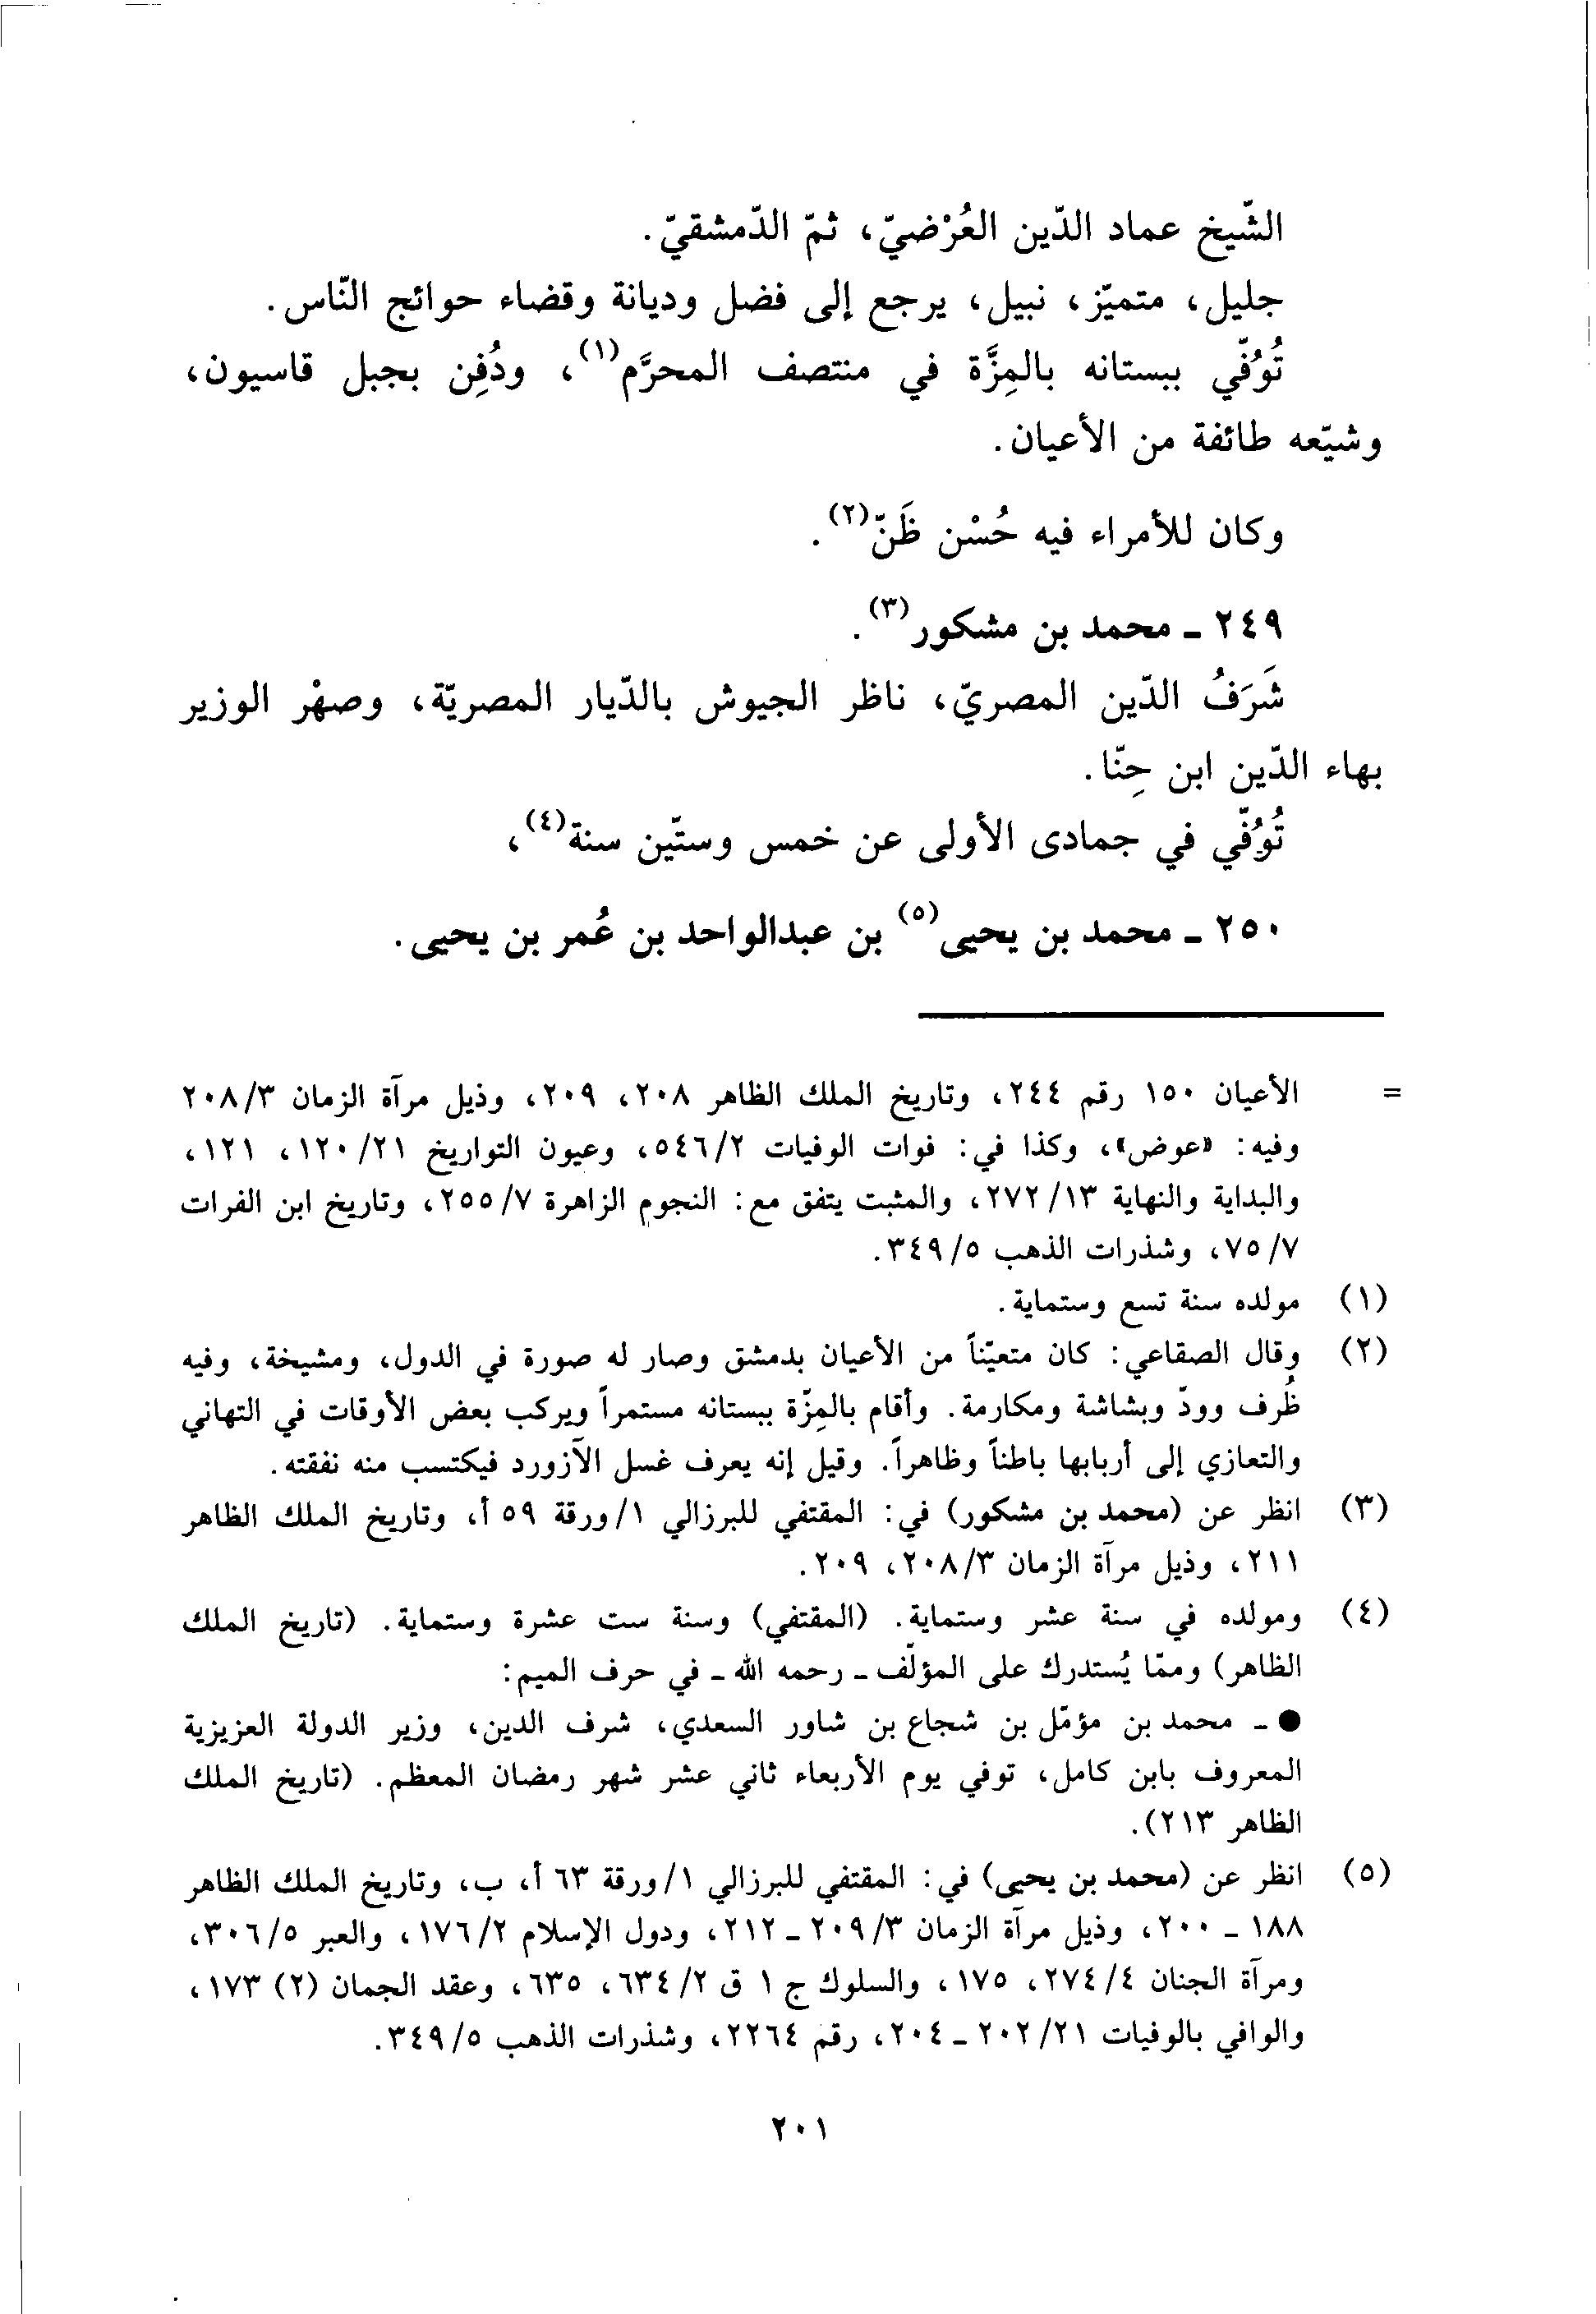 الشّيخ عماد الدّين العُرْضيّ، ثمّ الدّمشقيّ.
جليل، متميّز، نبيل، يرجع إلى فضل وديانة وقضاء حوائج النّاس.
تُوُفّي ببستانه بالمِزَّة في منتصف المحرَّم(١)، ودُفِن بجبل قاسيون،
وشيّعه طائفة من الأعيان.
وكان للأمراء فيه حُسْن ظَنّ(٢).
٢٤٩ ـ محمد بن مشكور(٣).
شَرَفُ الدّين المصريّ، ناظر الجيوش بالدّيار المصريّة، وصهْر الوزير
بهاء الدّين ابن حِنّا.
تُوُفّي في جمادى الأولى عن خمس وستّين سنة(٤)،
٢٥٠ ـ محمد بن يحيى(٥) بن عبدالواحد بن عُمر بن يحيى.
= الأعيان ١٥٠ رقم ٢٤٤، وتاريخ الملك الظاهر ٢٠٨، ٢٠٩، وذيل مرآة الزمان ٢٠٨/٣
وفيه: «عوض»، وكذا في: فوات الوفيات ٥٤٦/٢، وعيون التواريخ ١٢٠/٢١، ١٢١،
والبداية والنهاية ٢٧٢/١٣، والمثبت يتفق مع: النجوم الزاهرة ٢٥٥/٧، وتاريخ ابن الفرات
٧٥/٧، وشذرات الذهب ٣٤٩/٥.
(١) مولده سنة تسع وستماية.
(٢) وقال الصقاعي: كان متعيّناً من الأعيان بدمشق وصار له صورة في الدول، ومشيخة، وفيه
ظُرف وودّ وبشاشة ومكارمة. وأقام بالمِزّة ببستانه مستمراً ويركب بعض الأوقات في التهاني
والتعازي إلى أربابها باطناً وظاهراً. وقيل إنه يعرف غسل الآزورد فيكتسب منه نفقته.
(٣) انظر عن (محمد بن مشكور) في: المقتفي للبرزالي ١/ورقة ٥٩ أ، وتاريخ الملك الظاهر
٢١١، وذيل مرآة الزمان ٢٠٨/٣، ٢٠٩.
(٤) ومولده في سنة عشر وستماية. (المقتفي) وسنة ست عشرة وستماية. (تاريخ الملك
الظاهر) وممّا يُستدرك على المؤلّف ـ رحمه الله ـ في حرف الميم:
● ـ محمد بن مؤمّل بن شجاع بن شاور السعدي، شرف الدين، وزير الدولة العزيزية
المعروف بابن كامل، توفي يوم الأربعاء ثاني عشر شهر رمضان المعظم. (تاريخ الملك
الظاهر ٢١٣).
(٥) انظر عن (محمد بن يحيى) في: المقتفي للبرزالي ١/ورقة ٦٣ أ، ب، وتاريخ الملك الظاهر
١٨٨ ـ ٢٠٠، وذيل مرآة الزمان ٢٠٩/٣ ـ ٢١٢، ودول الإسلام ١٧٦/٢، والعبر ٣٠٦/٥،
ومرآة الجنان ٢٧٤/٤، ١٧٥، والسلوك ج ١ ق ٦٣٤/٢، ٦٣٥، وعقد الجمان (٢) ١٧٣،
والوافي بالوفيات ٢٠٢/٢١ ـ ٢٠٤، رقم ٢٢٦٤، وشذرات الذهب ٣٤٩/٥.
٢٠١